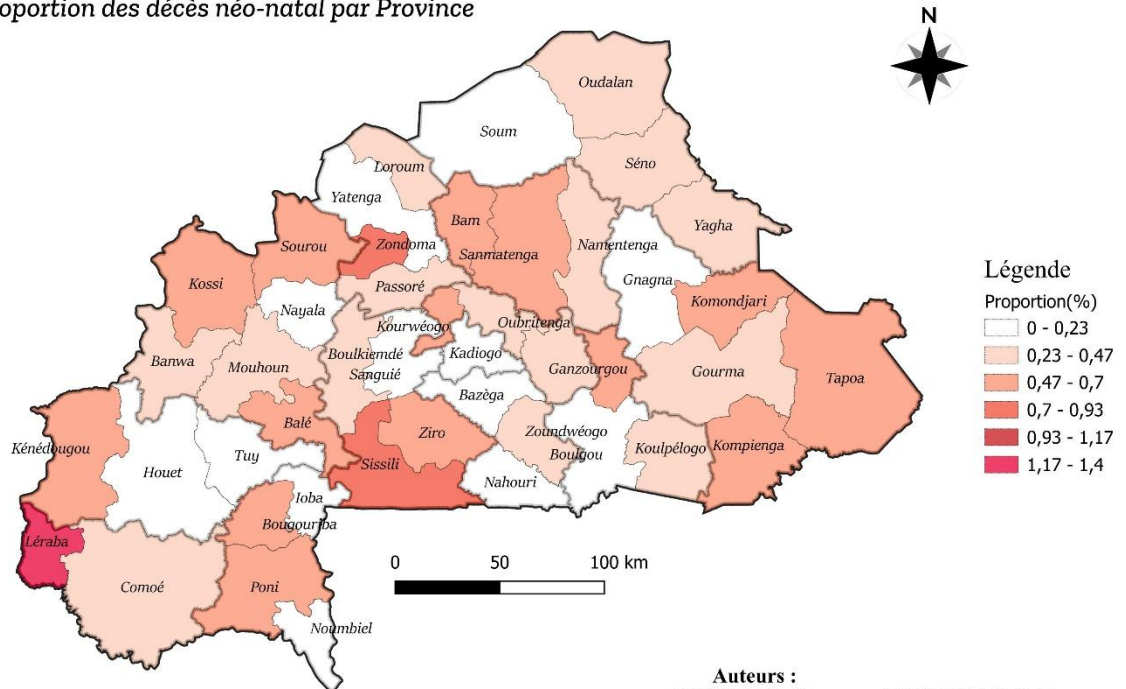 oportion des décès néo-natal par Province
N
Oudalan
Soum
Séno
Loroum
Yatenga
Bam
Yagha
Sourou
Zondoma
Sanmatenga
Namentenga
Kossi
Gnagna
Passoré
Komondjari
Nayala
Kourwéogo
Oubritenga
Banwa
Mouhoun
Boulkiemdé
Kadiogo
Ganzourgou
Gourma
Tapoa
Sanguié
Bazèga
Balé
Ziro
Zoundwéogo
Kénédougou
Tuy
Sissili
Boulgou
Koulpélogo
Kompienga
Houet
Nahouri
Ioba
Bougouriba
Léraba
Comoé
Poni
Noumbiel
Légende
Proportion(%)
0 - 0,23
0,23 - 0,47
0,47 - 0,7
0,7 - 0,93
0,93 - 1,17
1,17 - 1,4
0 50 100 km
Auteurs :